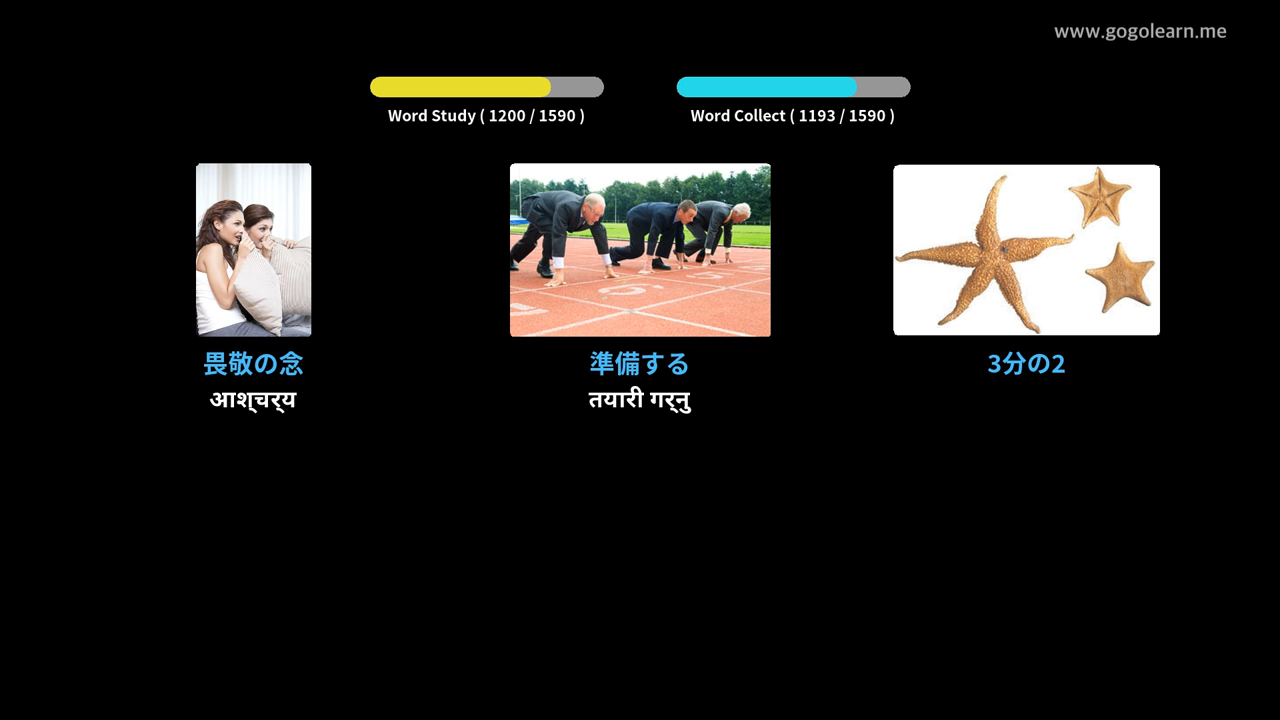 www.gogolearn.me
Word Study ( 1200 / 1590 )
Word Collect ( 1193 / 1590 )
畏敬の念
準備する
3分の2
आश्‍चर्‍य
तयारी गर्‍नु